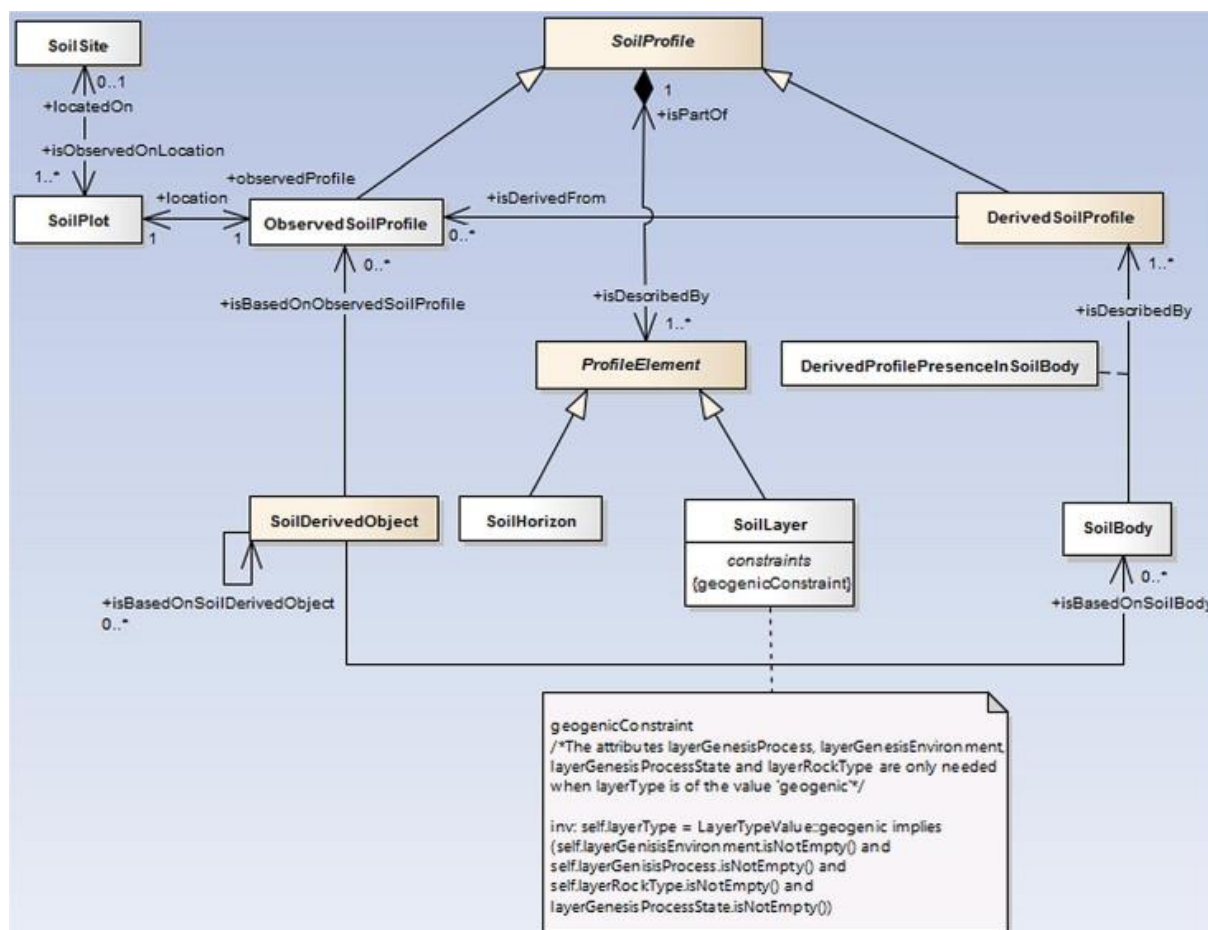 SoilSite
SoilProfile
0..1
+locatedOn
1
+isPartOf
+isObservedOnLocation
1..*
+observedProfile
+location
+isDerivedFrom
SoilPlot
ObservedSoilProfile
DerivedSoilProfile
1
1
0..*
0..*
1..*
+isBasedOnObservedSoilProfile
+isDescribedBy
+isDescribedBy
1..*
ProfileElement
DerivedProfilePresenceInSoilBody
SoilDerivedObject
SoilHorizon
SoilLayer
SoilBody
constraints
{geogenicConstraint}
0..*
+isBasedOnSoilDerivedObject
+isBasedOnSoilBody
0..*
geogenicConstraint
/*The attributes layerGenesisProcess, layerGenesisEnvironment,
layerGenesisProcessState and layerRockType are only needed
when layerType is of the value 'geogenic'*/
inv: self.layerType = LayerTypeValue::geogenic implies
(self.layerGenisisEnvironment.isNotEmpty() and
self.layerGenisisProcess.isNotEmpty() and
self.layerRockType.isNotEmpty() and
layerGenesisProcessState.isNotEmpty())